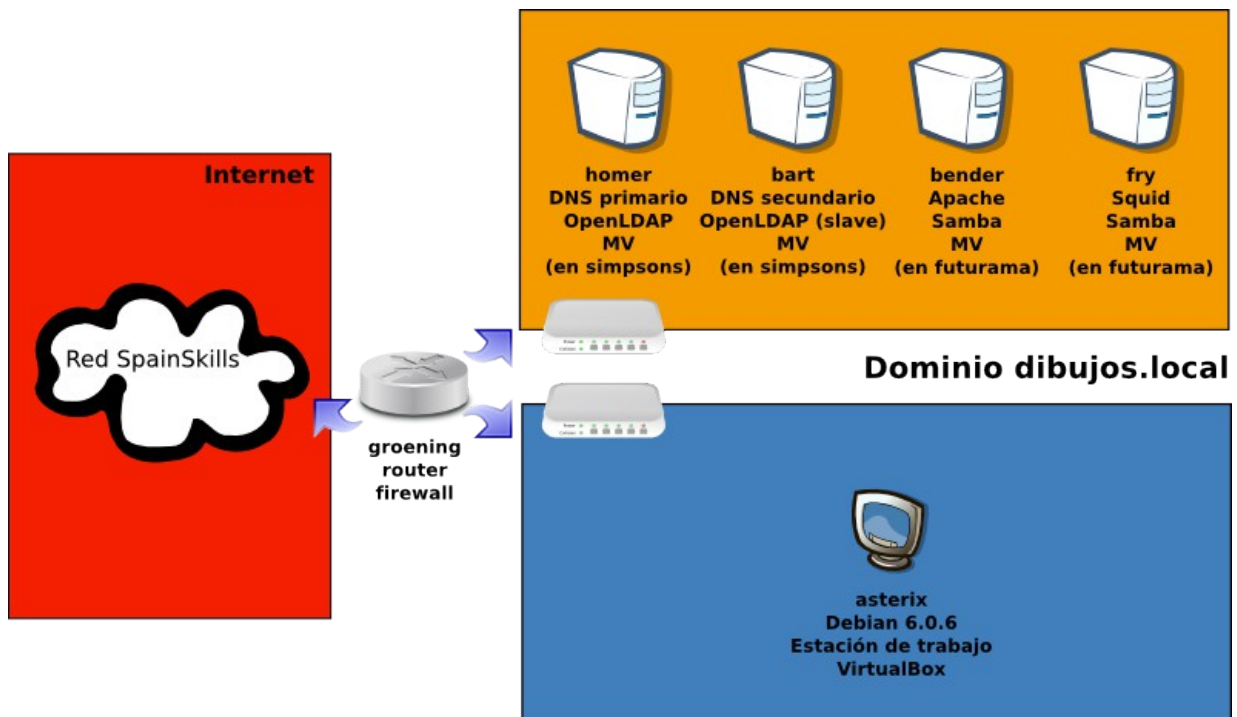 Internet
Red SpainSkills
groening
router
firewall
homer
DNS primario
OpenLDAP
MV
(en simpsons)
bart
DNS secundario
OpenLDAP (slave)
MV
(en simpsons)
bender
Apache
Samba
MV
(en futurama)
fry
Squid
Samba
MV
(en futurama)
Dominio dibujos.local
asterix
Debian 6.0.6
Estación de trabajo
VirtualBox